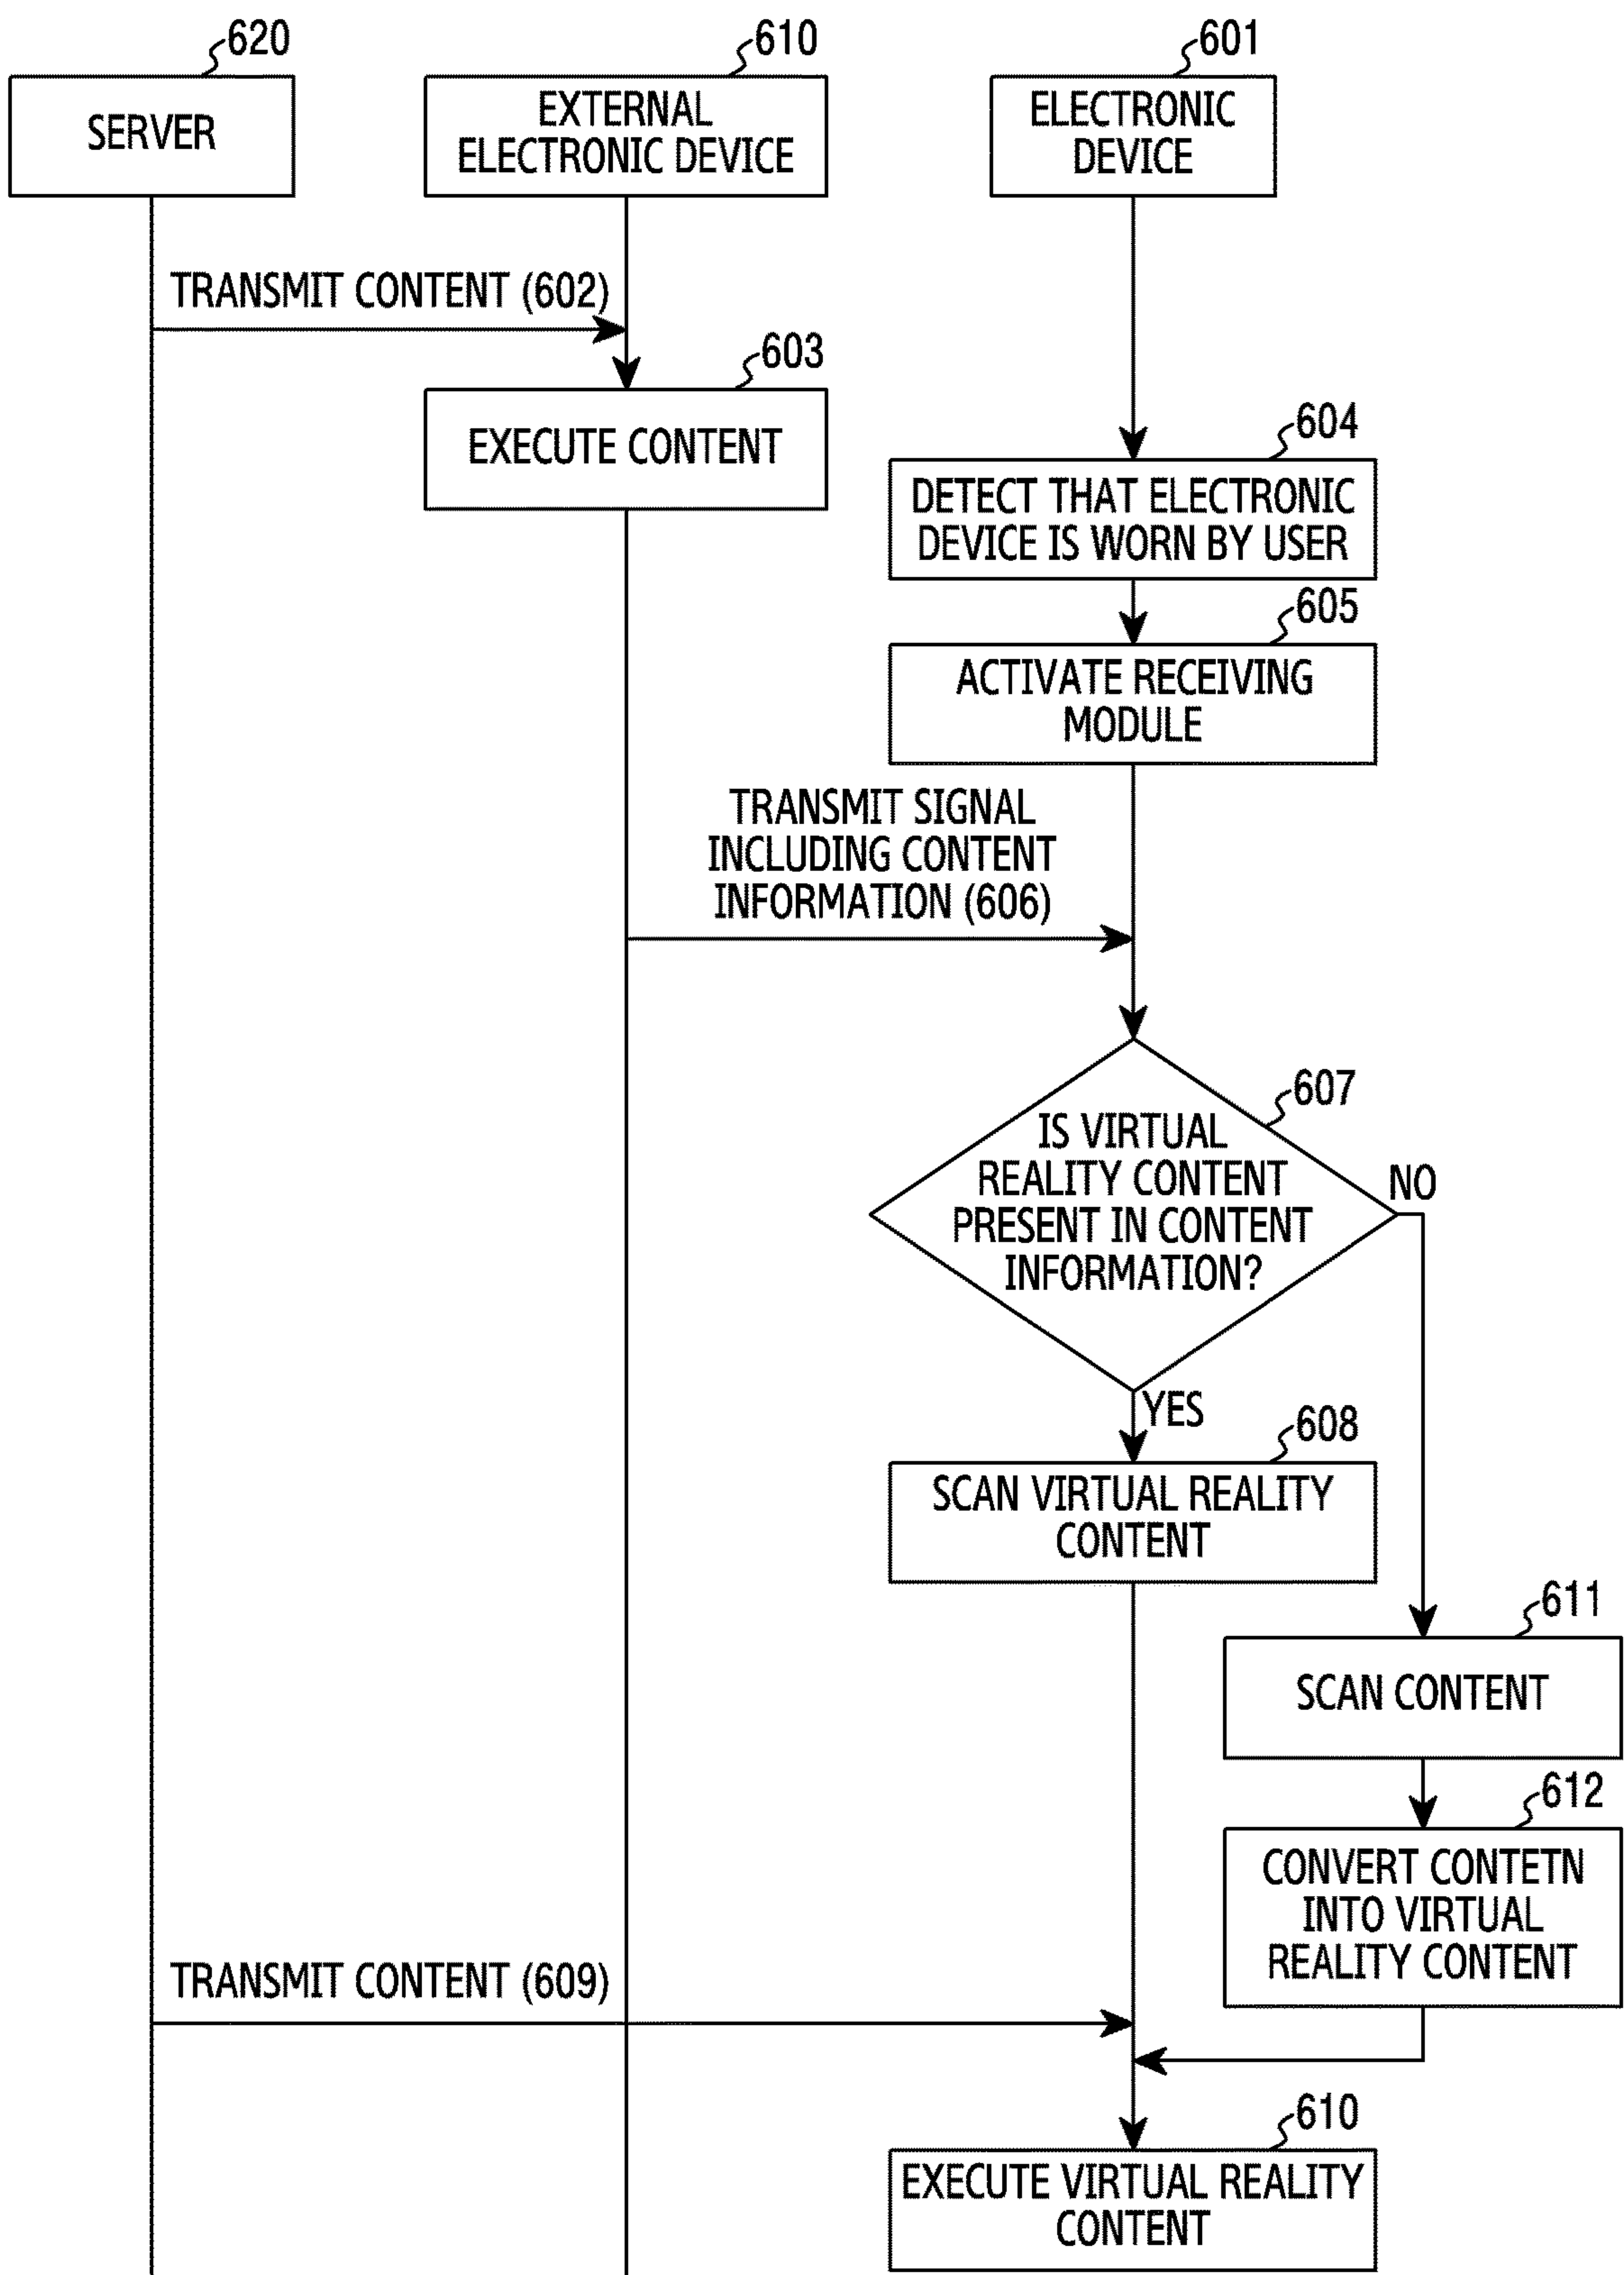 620
SERVER
610
EXTERNAL
ELECTRONIC DEVICE
601
ELECTRONIC
DEVICE
TRANSMIT CONTENT (602)
603
EXECUTE CONTENT
604
DETECT THAT ELECTRONIC
DEVICE IS WORN BY USER
605
ACTIVATE RECEIVING
MODULE
TRANSMIT SIGNAL
INCLUDING CONTENT
INFORMATION (606)
607
IS VIRTUAL
REALITY CONTENT
PRESENT IN CONTENT
INFORMATION?
NO
YES
608
SCAN VIRTUAL REALITY
CONTENT
611
SCAN CONTENT
612
CONVERT CONTETN
INTO VIRTUAL
REALITY CONTENT
TRANSMIT CONTENT (609)
610
EXECUTE VIRTUAL REALITY
CONTENT